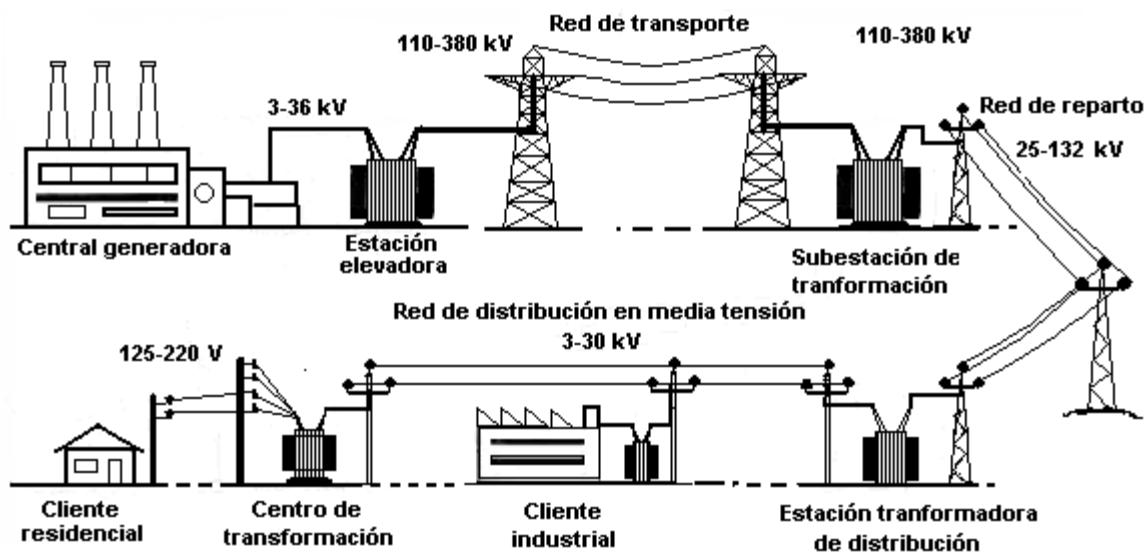 Red de transporte
110-380 kV
110-380 kV
3-36 kV
Red de reparto
25-132 kV
Central generadora
Estación
elevadora
Subestación de
tranformación
Red de distribución en media tensión
3-30 kV
125-220 V
Cliente
residencial
Centro de
transformación
Cliente
industrial
Estación tranformadora
de distribución